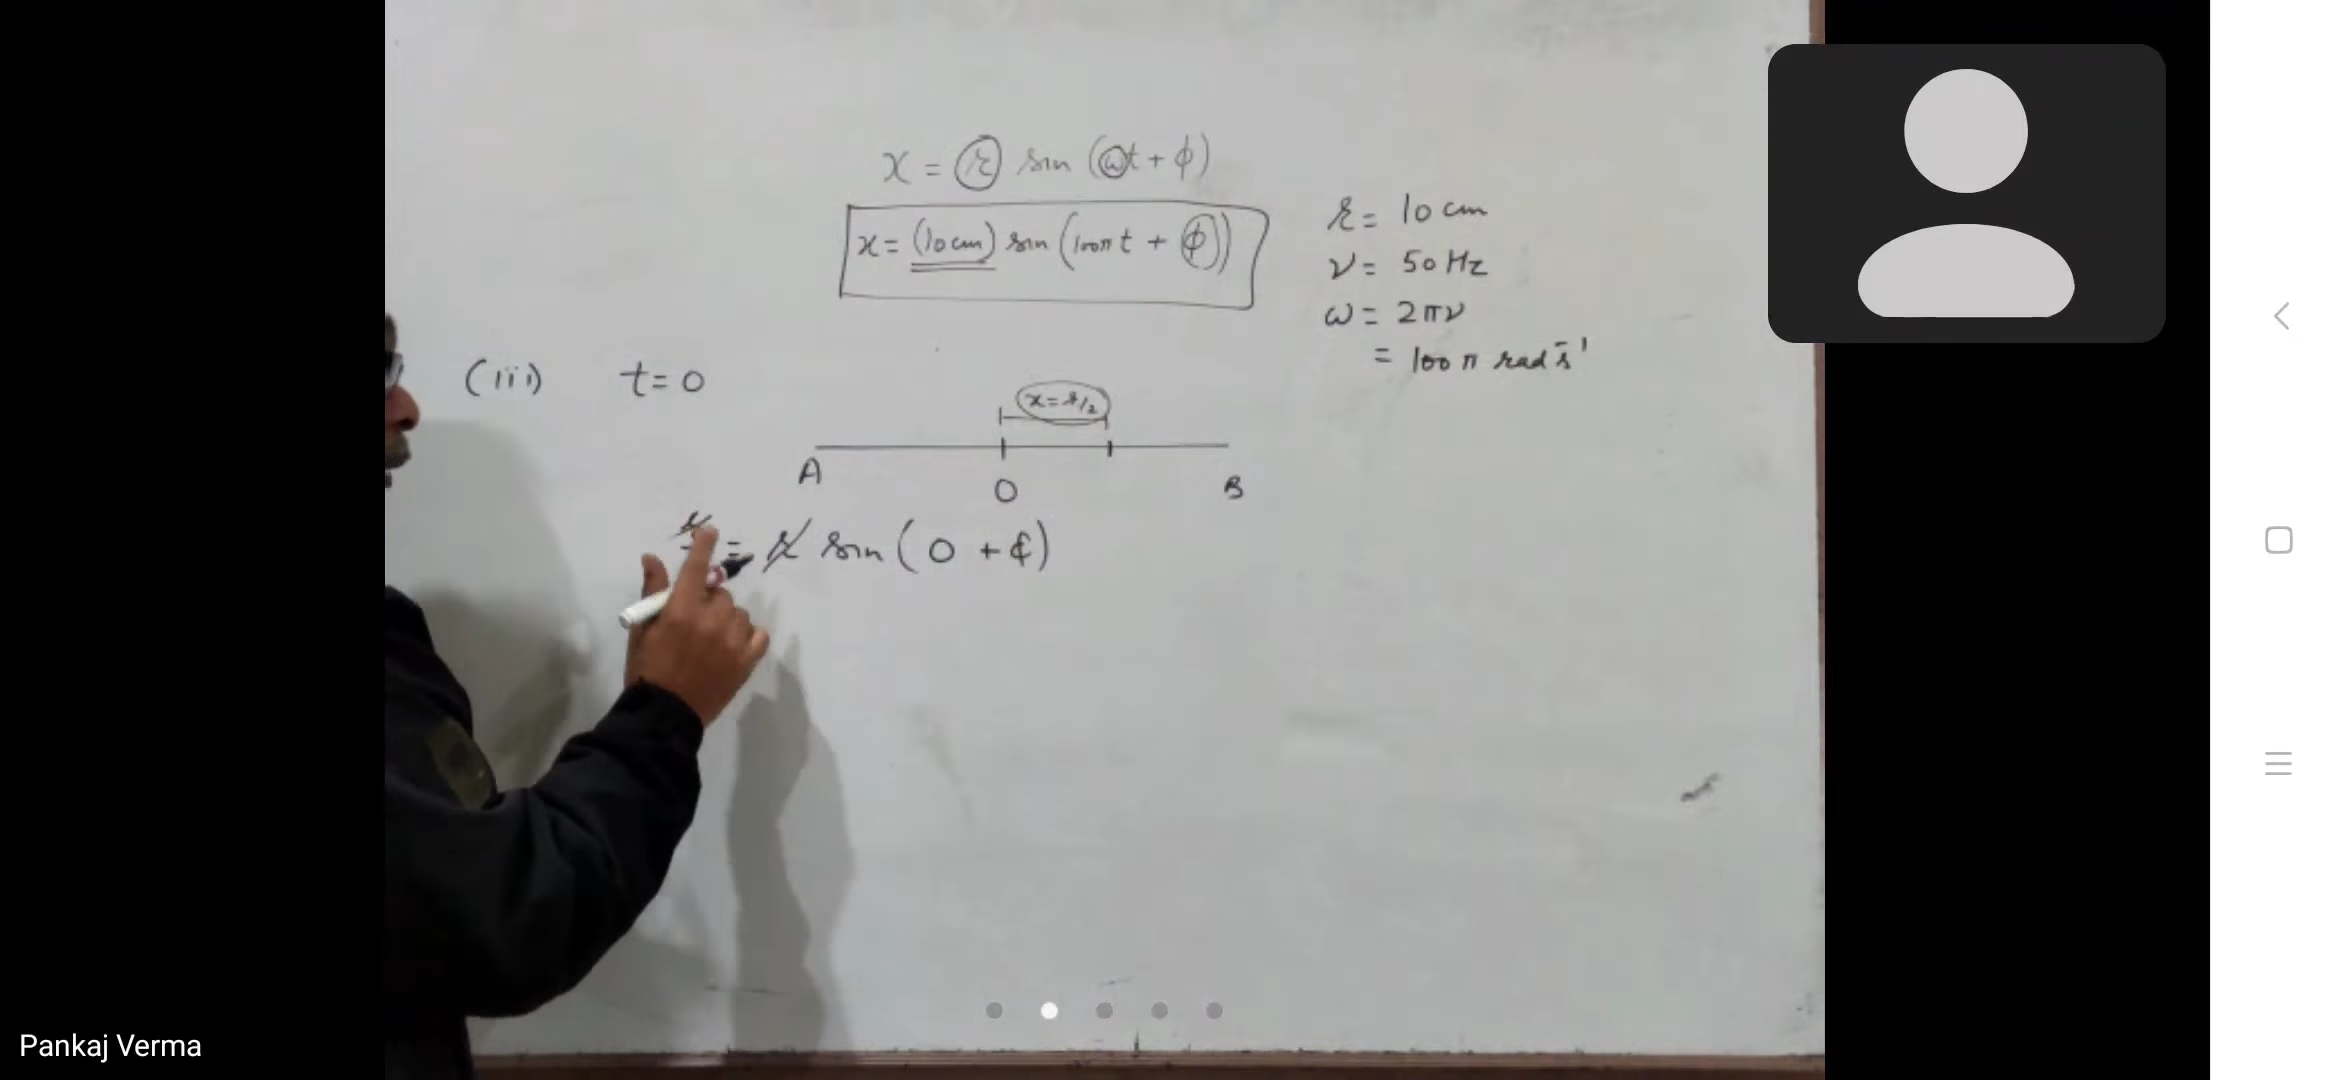 x = r sin (ωt + ϕ)
x = (10 cm) sin (100π t + ϕ)
r = 10 cm
ν = 50 Hz
ω = 2πν
= 100 π rad s⁻¹
(iii) t = 0
x = r/2
A O B
= r sin ( 0 + ϕ )
Pankaj Verma